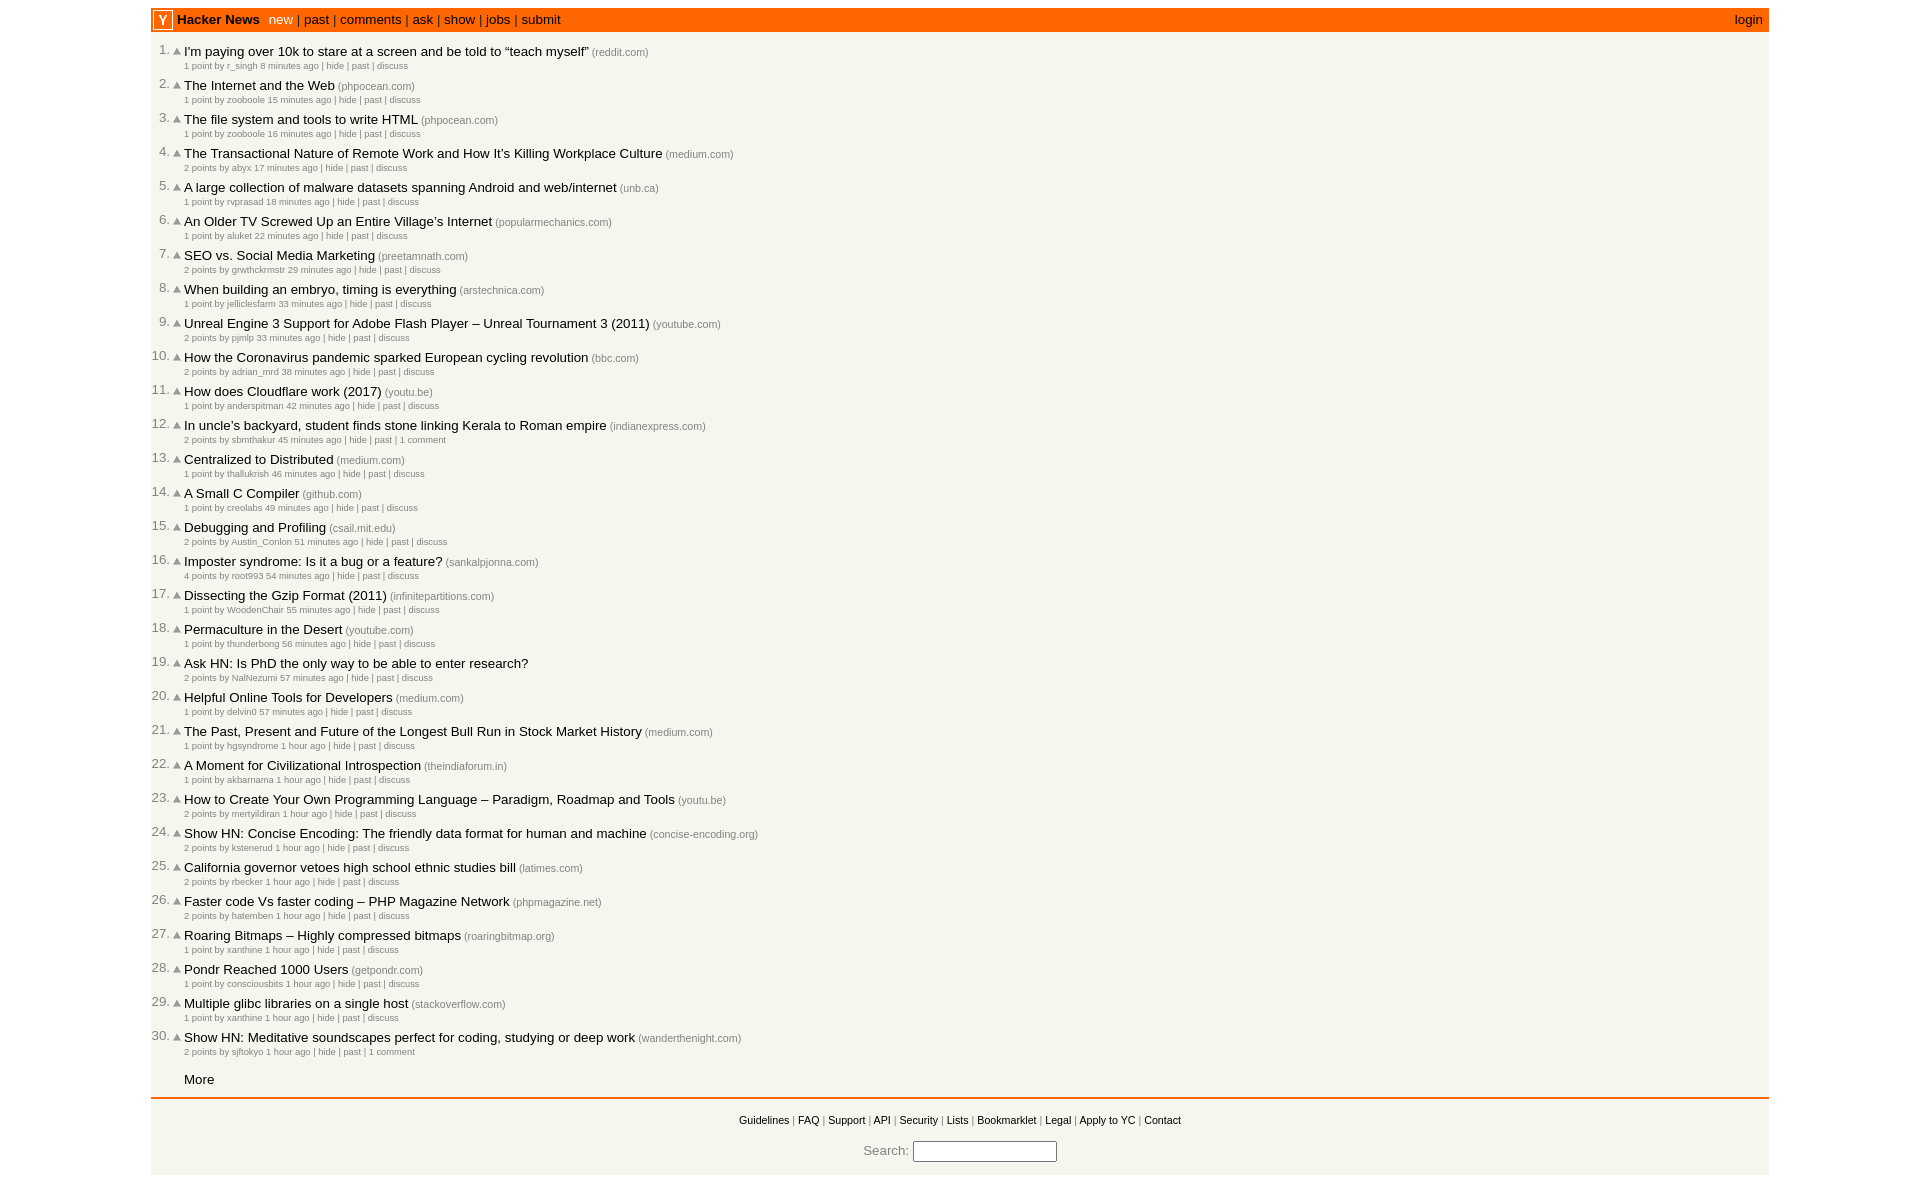 Y Hacker News new | past | comments | ask | show | jobs | submit login
1. ▲ I'm paying over 10k to stare at a screen and be told to “teach myself” (reddit.com)
1 point by r_singh 8 minutes ago | hide | past | discuss
2. ▲ The Internet and the Web (phpocean.com)
1 point by zooboole 15 minutes ago | hide | past | discuss
3. ▲ The file system and tools to write HTML (phpocean.com)
1 point by zooboole 16 minutes ago | hide | past | discuss
4. ▲ The Transactional Nature of Remote Work and How It’s Killing Workplace Culture (medium.com)
2 points by abyx 17 minutes ago | hide | past | discuss
5. ▲ A large collection of malware datasets spanning Android and web/internet (unb.ca)
1 point by rvprasad 18 minutes ago | hide | past | discuss
6. ▲ An Older TV Screwed Up an Entire Village’s Internet (popularmechanics.com)
1 point by aluket 22 minutes ago | hide | past | discuss
7. ▲ SEO vs. Social Media Marketing (preetamnath.com)
2 points by grwthckrmstr 29 minutes ago | hide | past | discuss
8. ▲ When building an embryo, timing is everything (arstechnica.com)
1 point by jelliclesfarm 33 minutes ago | hide | past | discuss
9. ▲ Unreal Engine 3 Support for Adobe Flash Player – Unreal Tournament 3 (2011) (youtube.com)
2 points by pjmlp 33 minutes ago | hide | past | discuss
10. ▲ How the Coronavirus pandemic sparked European cycling revolution (bbc.com)
2 points by adrian_mrd 38 minutes ago | hide | past | discuss
11. ▲ How does Cloudflare work (2017) (youtu.be)
1 point by anderspitman 42 minutes ago | hide | past | discuss
12. ▲ In uncle’s backyard, student finds stone linking Kerala to Roman empire (indianexpress.com)
2 points by sbmthakur 45 minutes ago | hide | past | 1 comment
13. ▲ Centralized to Distributed (medium.com)
1 point by thallukrish 46 minutes ago | hide | past | discuss
14. ▲ A Small C Compiler (github.com)
1 point by creolabs 49 minutes ago | hide | past | discuss
15. ▲ Debugging and Profiling (csail.mit.edu)
2 points by Austin_Conlon 51 minutes ago | hide | past | discuss
16. ▲ Imposter syndrome: Is it a bug or a feature? (sankalpjonna.com)
4 points by root993 54 minutes ago | hide | past | discuss
17. ▲ Dissecting the Gzip Format (2011) (infinitepartitions.com)
1 point by WoodenChair 55 minutes ago | hide | past | discuss
18. ▲ Permaculture in the Desert (youtube.com)
1 point by thunderbong 56 minutes ago | hide | past | discuss
19. ▲ Ask HN: Is PhD the only way to be able to enter research?
2 points by NalNezumi 57 minutes ago | hide | past | discuss
20. ▲ Helpful Online Tools for Developers (medium.com)
1 point by delvin0 57 minutes ago | hide | past | discuss
21. ▲ The Past, Present and Future of the Longest Bull Run in Stock Market History (medium.com)
1 point by hgsyndrome 1 hour ago | hide | past | discuss
22. ▲ A Moment for Civilizational Introspection (theindiaforum.in)
1 point by akbarnama 1 hour ago | hide | past | discuss
23. ▲ How to Create Your Own Programming Language – Paradigm, Roadmap and Tools (youtu.be)
2 points by mertyildiran 1 hour ago | hide | past | discuss
24. ▲ Show HN: Concise Encoding: The friendly data format for human and machine (concise-encoding.org)
2 points by kstenerud 1 hour ago | hide | past | discuss
25. ▲ California governor vetoes high school ethnic studies bill (latimes.com)
2 points by rbecker 1 hour ago | hide | past | discuss
26. ▲ Faster code Vs faster coding – PHP Magazine Network (phpmagazine.net)
2 points by hatemben 1 hour ago | hide | past | discuss
27. ▲ Roaring Bitmaps – Highly compressed bitmaps (roaringbitmap.org)
1 point by xanthine 1 hour ago | hide | past | discuss
28. ▲ Pondr Reached 1000 Users (getpondr.com)
1 point by consciousbits 1 hour ago | hide | past | discuss
29. ▲ Multiple glibc libraries on a single host (stackoverflow.com)
1 point by xanthine 1 hour ago | hide | past | discuss
30. ▲ Show HN: Meditative soundscapes perfect for coding, studying or deep work (wanderthenight.com)
2 points by sjftokyo 1 hour ago | hide | past | 1 comment
More
Guidelines | FAQ | Support | API | Security | Lists | Bookmarklet | Legal | Apply to YC | Contact
Search: